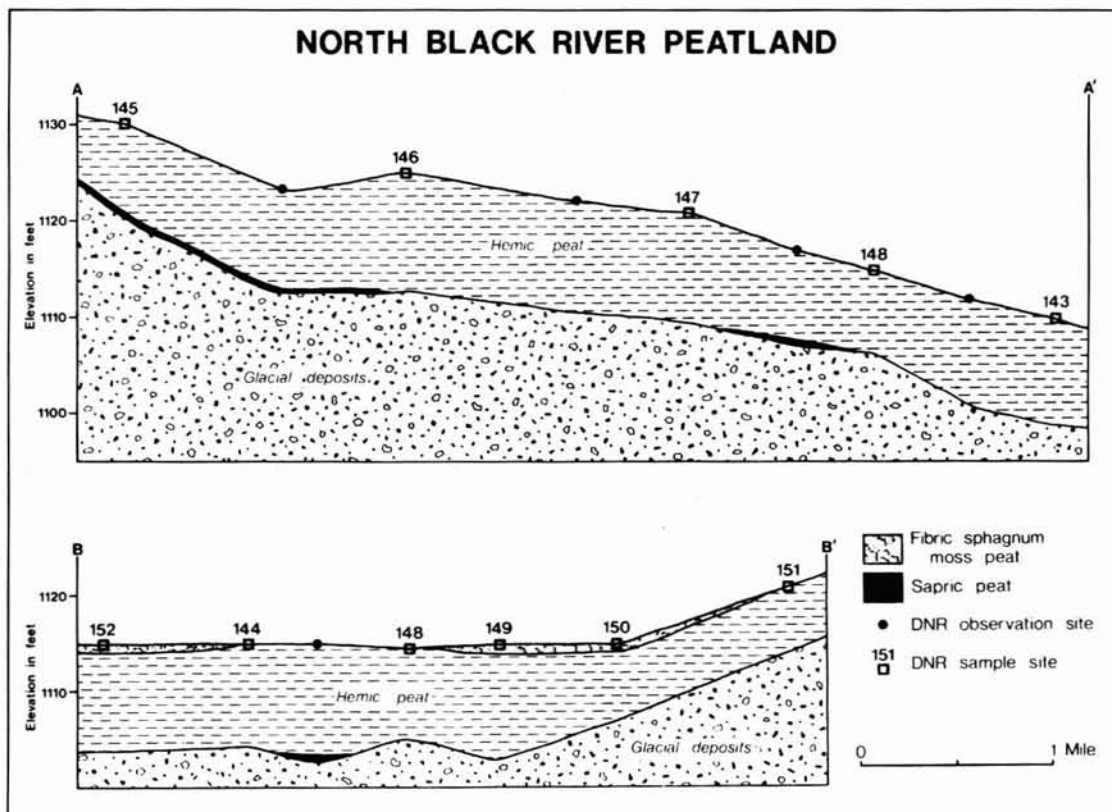 NORTH BLACK RIVER PEATLAND
A
A'
145
146
147
148
143
1130
1120
1110
1100
Elevation in feet
Hemic peat
Glacial deposits
B
B'
152
144
148
149
150
151
1120
1110
Elevation in feet
Hemic peat
Glacial deposits
Fibric sphagnum
moss peat
Sapric peat
DNR observation site
151
DNR sample site
0
1 Mile